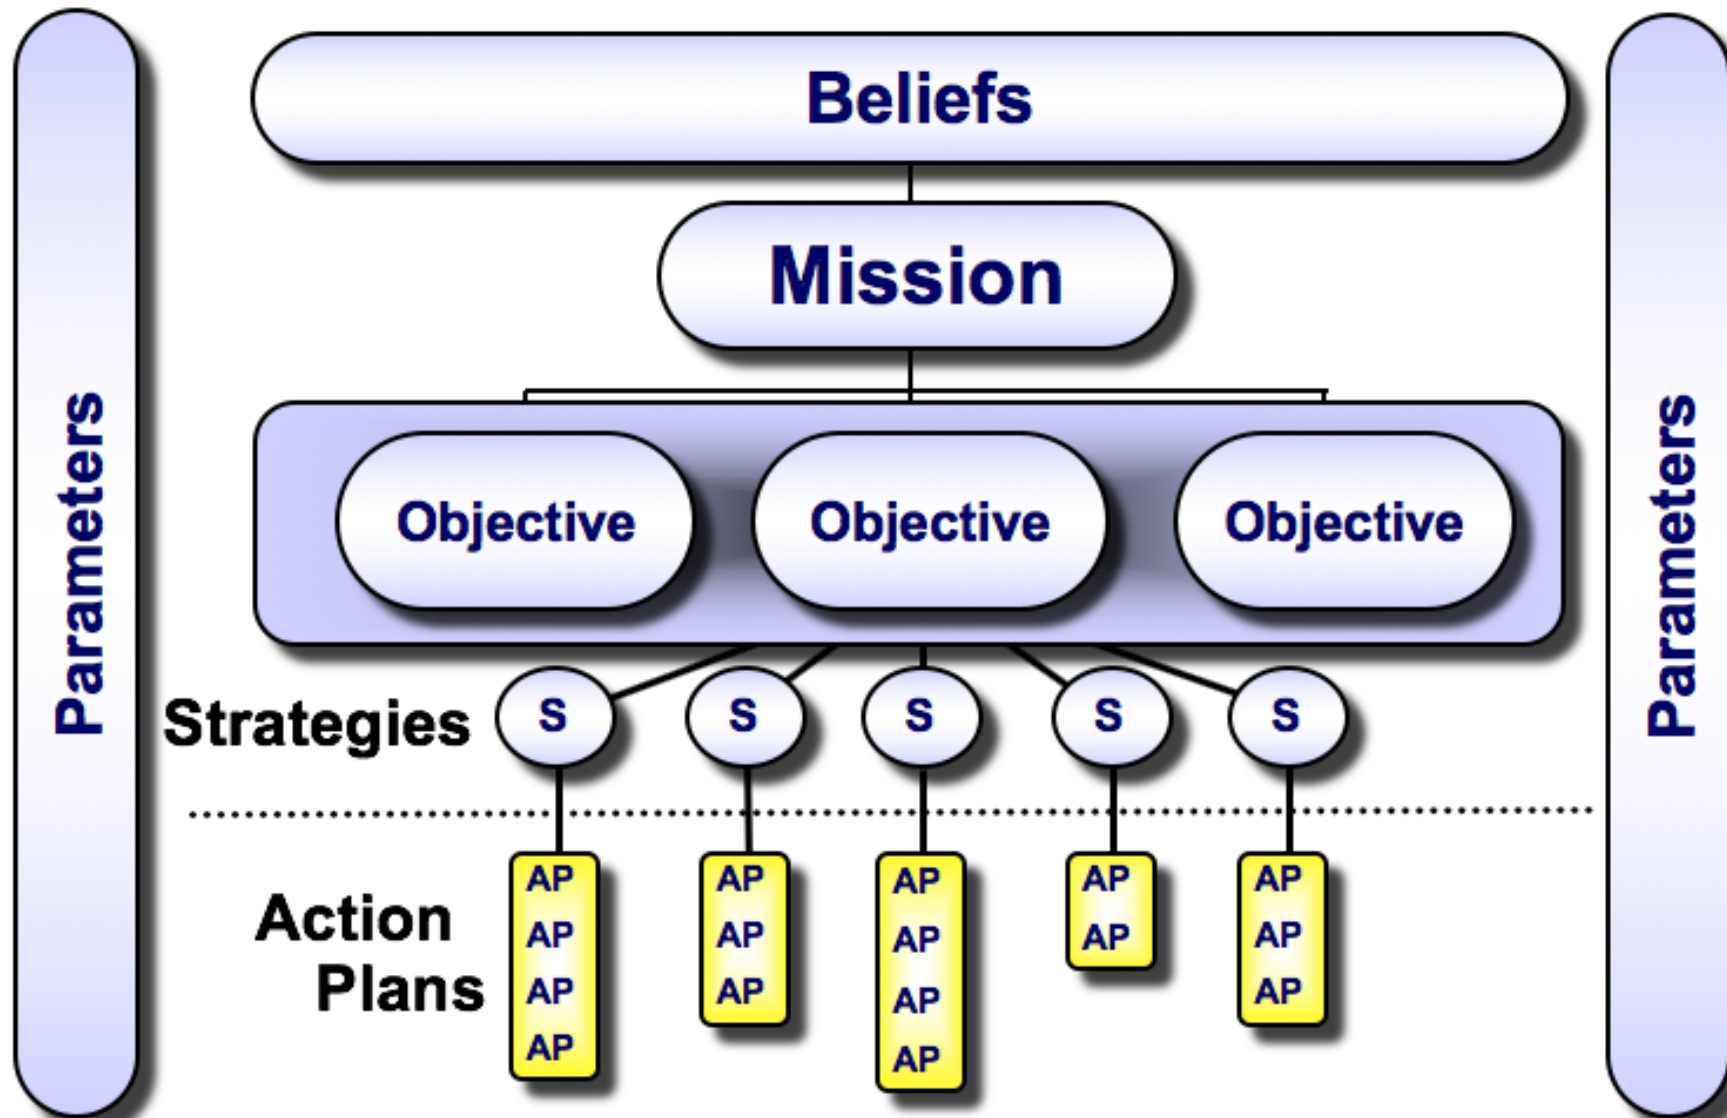 Beliefs
Mission
Parameters
Parameters
Objective Objective Objective
Strategies S S S S S
Action
Plans
AP AP AP AP AP
AP AP AP AP AP
AP AP AP AP
AP AP